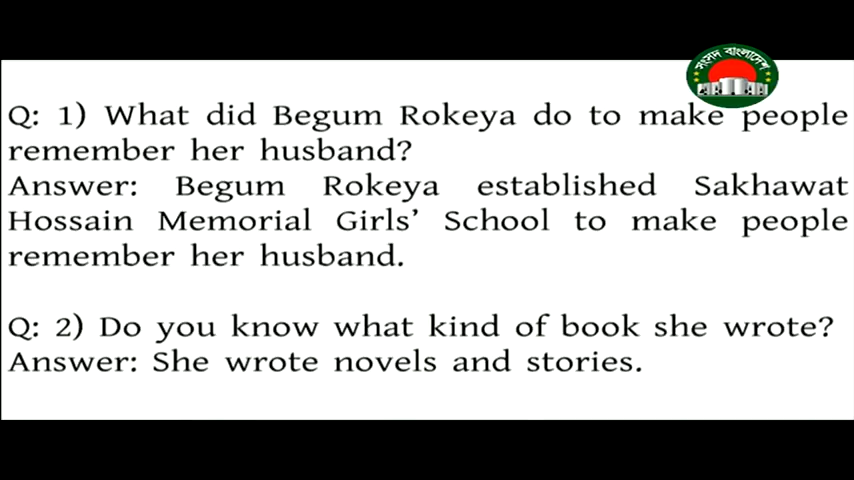 সংসদ বাংলাদেশ
Q: 1) What did Begum Rokeya do to make people
remember her husband?
Answer: Begum Rokeya established Sakhawat
Hossain Memorial Girls’ School to make people
remember her husband.
Q: 2) Do you know what kind of book she wrote?
Answer: She wrote novels and stories.